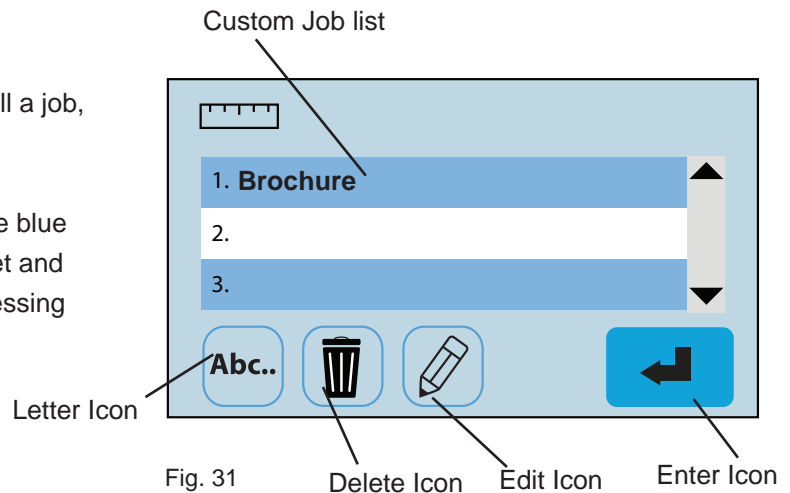 Custom Job list
ll a job,
e blue
et and
essing
1. Brochure
2.
3.
Abc..
Letter Icon
Fig. 31
Delete Icon
Edit Icon
Enter Icon